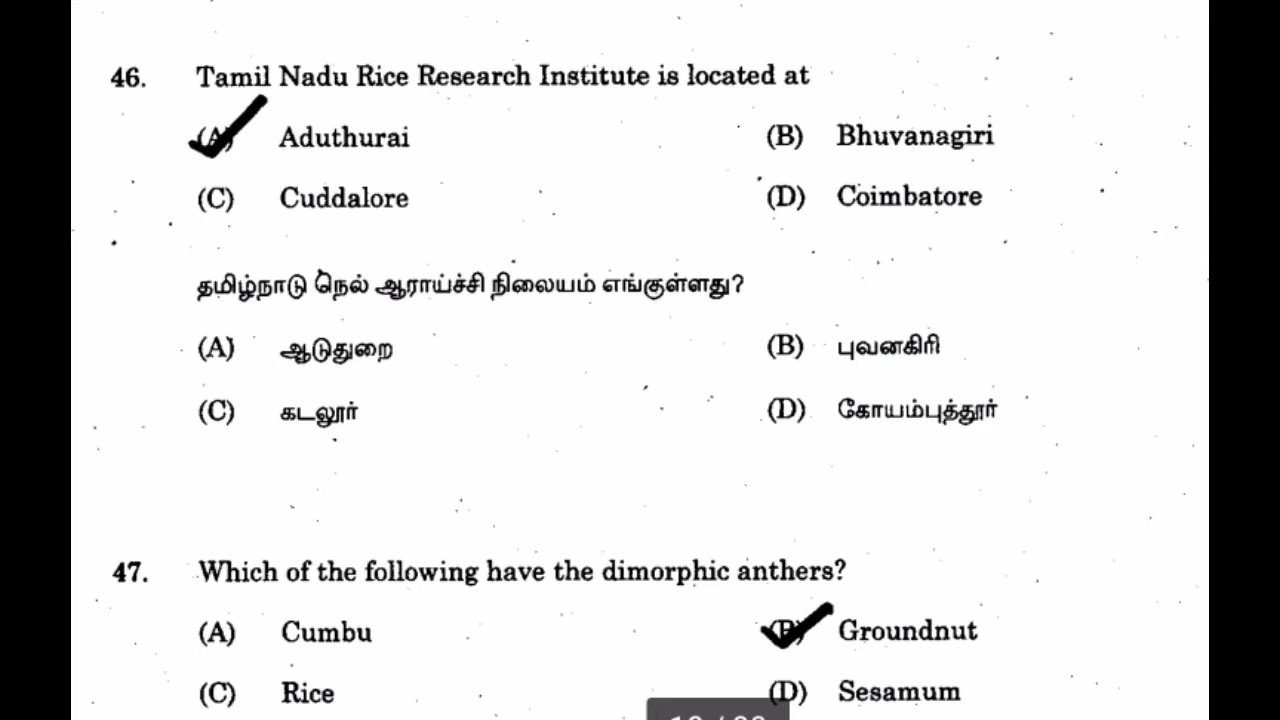 46. Tamil Nadu Rice Research Institute is located at
(A) Aduthurai (B) Bhuvanagiri
(C) Cuddalore (D) Coimbatore
தமிழ்நாடு நெல் ஆராய்ச்சி நிலையம் எங்குள்ளது?
(A) ஆடுதுறை (B) புவனகிரி
(C) கடலூர் (D) கோயம்புத்தூர்
47. Which of the following have the dimorphic anthers?
(A) Cumbu (B) Groundnut
(C) Rice (D) Sesamum